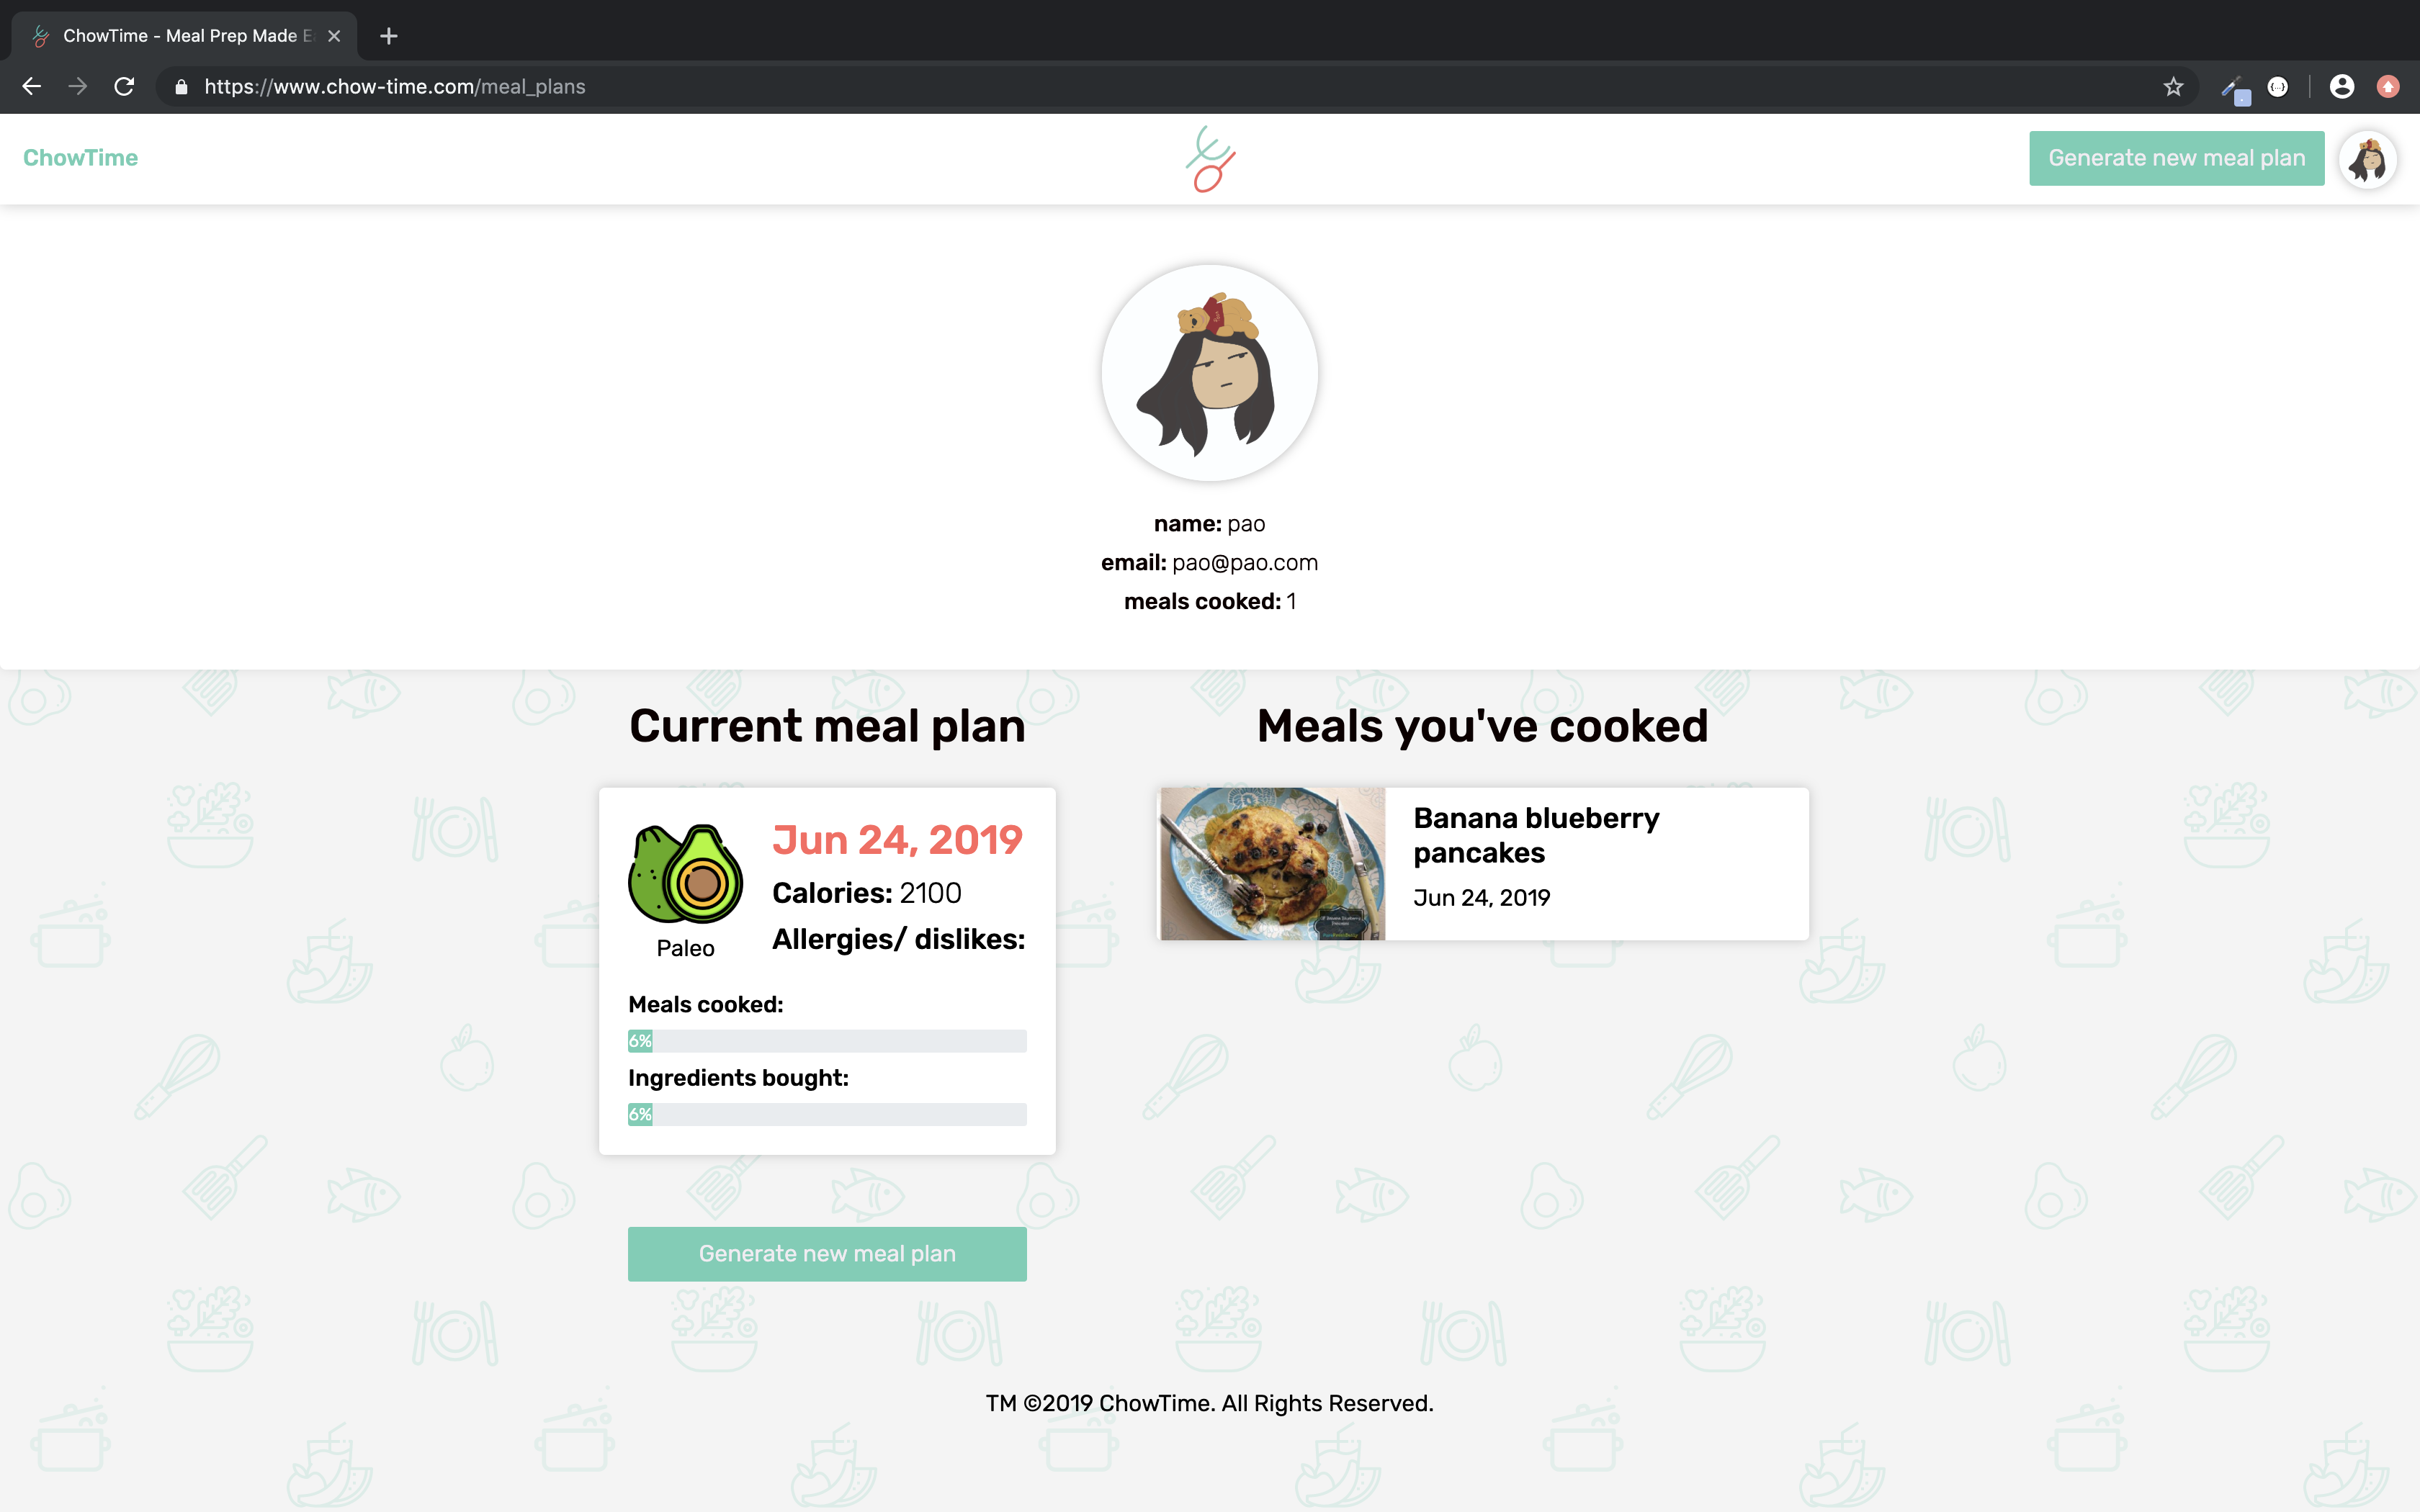 ChowTime - Meal Prep Made E
https://www.chow-time.com/meal_plans
ChowTime
Generate new meal plan
name: pao
email: pao@pao.com
meals cooked: 1
Current meal plan
Meals you've cooked
Jun 24, 2019
Calories: 2100
Allergies/ dislikes:
Paleo
Meals cooked:
6%
Ingredients bought:
6%
Banana blueberry
pancakes
Jun 24, 2019
Generate new meal plan
TM ©2019 ChowTime. All Rights Reserved.